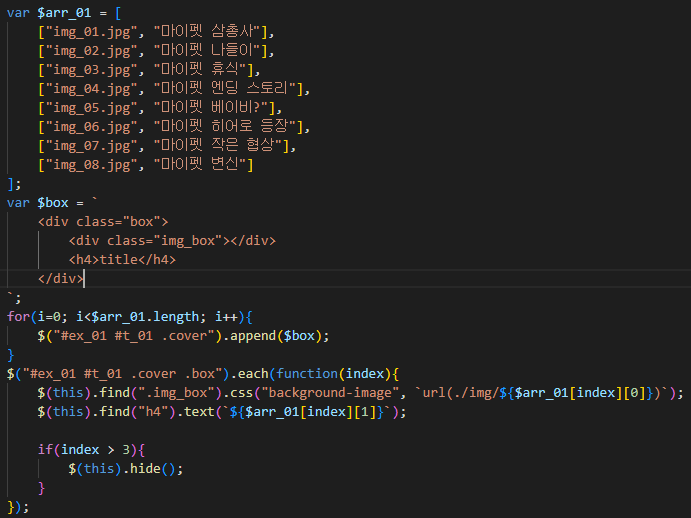 var $arr_01 = [
["img_01.jpg", "마이펫 삼총사"],
["img_02.jpg", "마이펫 나들이"],
["img_03.jpg", "마이펫 휴식"],
["img_04.jpg", "마이펫 엔딩 스토리"],
["img_05.jpg", "마이펫 베이비?"],
["img_06.jpg", "마이펫 히어로 등장"],
["img_07.jpg", "마이펫 작은 협상"],
["img_08.jpg", "마이펫 변신"]
];
var $box = `
<div class="box">
<div class="img_box"></div>
<h4>title</h4>
</div>
`;
for(i=0; i<$arr_01.length; i++){
$("#ex_01 #t_01 .cover").append($box);
}
$("#ex_01 #t_01 .cover .box").each(function(index){
$(this).find(".img_box").css("background-image", `url(./img/${$arr_01[index][0]})`);
$(this).find("h4").text(`${$arr_01[index][1]}`);
if(index > 3){
$(this).hide();
}
});